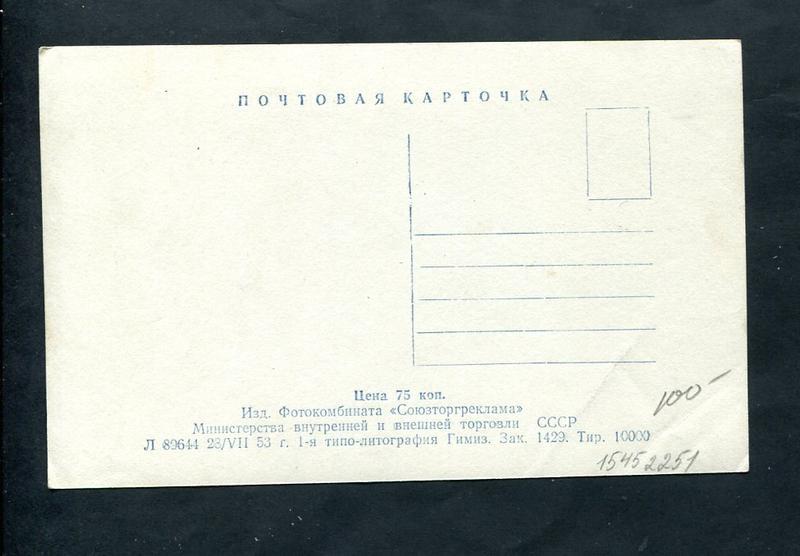 ПОЧТОВАЯ КАРТОЧКА
Цена 75 коп.
Изд. Фотокомбината «Союзторгреклама»
Министерства внутренней и внешней торговли СССР
Л 89644 28/VII 53 г. 1-я типо-литография Гимиз. Зак. 1429. Тир. 10000
100-
15452251